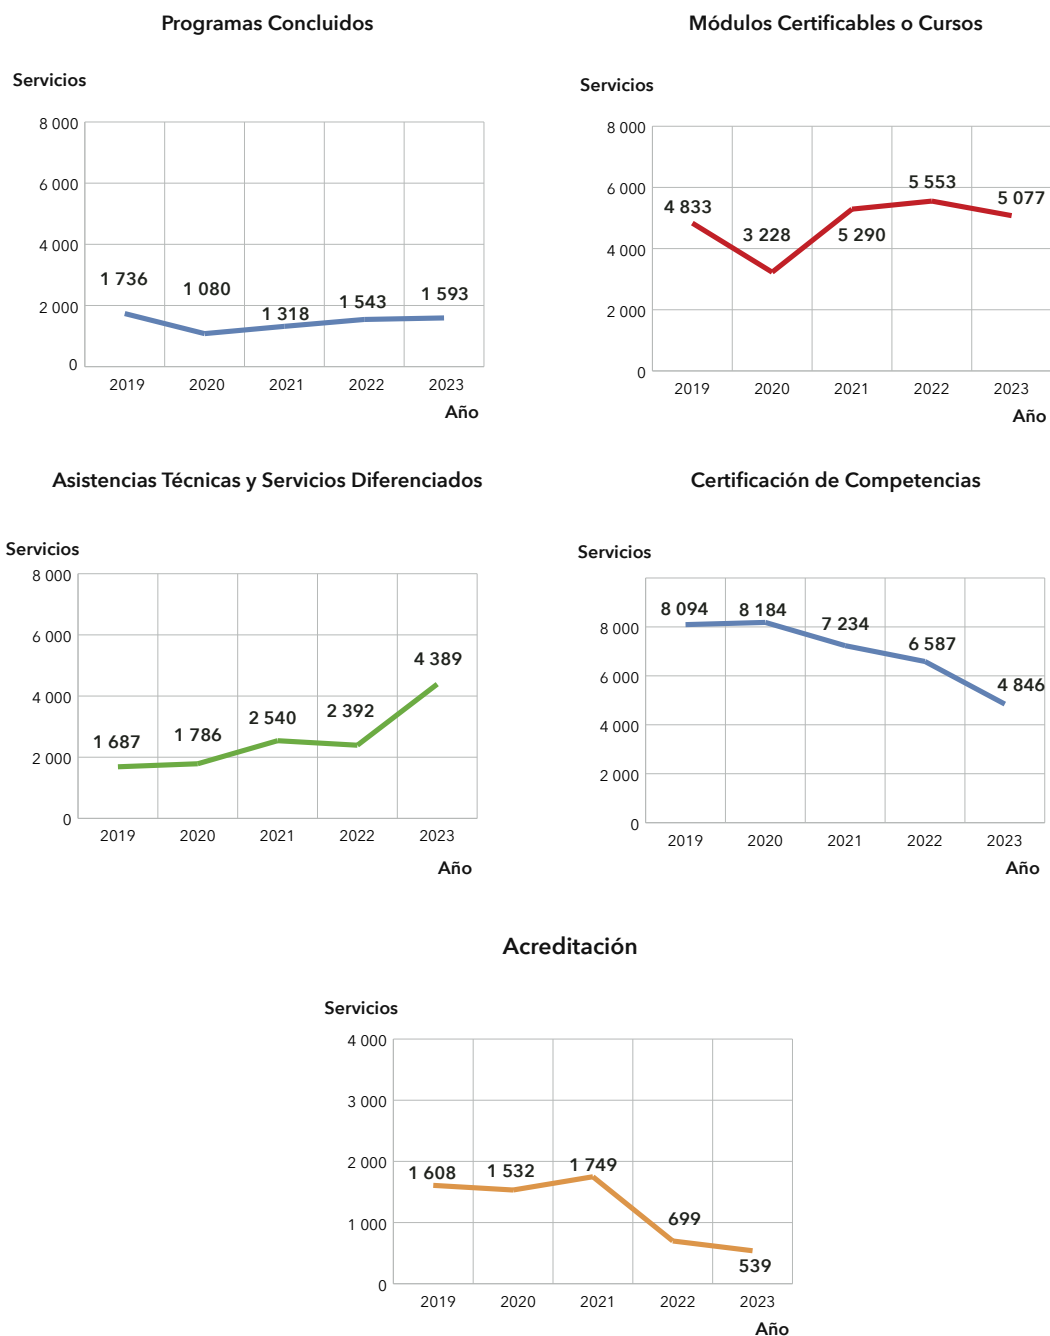 Programas Concluidos
Servicios
8 000
6 000
4 000
2 000
0
1 736
1 080
1 318
1 543
1 593
2019 2020 2021 2022 2023
Año
Módulos Certificables o Cursos
Servicios
8 000
6 000
4 000
2 000
0
4 833
3 228
5 290
5 553
5 077
2019 2020 2021 2022 2023
Año
Asistencias Técnicas y Servicios Diferenciados
Servicios
8 000
6 000
4 000
2 000
0
1 687
1 786
2 540
2 392
4 389
2019 2020 2021 2022 2023
Año
Certificación de Competencias
Servicios
8 000
6 000
4 000
2 000
0
8 094
8 184
7 234
6 587
4 846
2019 2020 2021 2022 2023
Año
Acreditación
Servicios
4 000
3 000
2 000
1 000
0
1 608
1 532
1 749
699
539
2019 2020 2021 2022 2023
Año